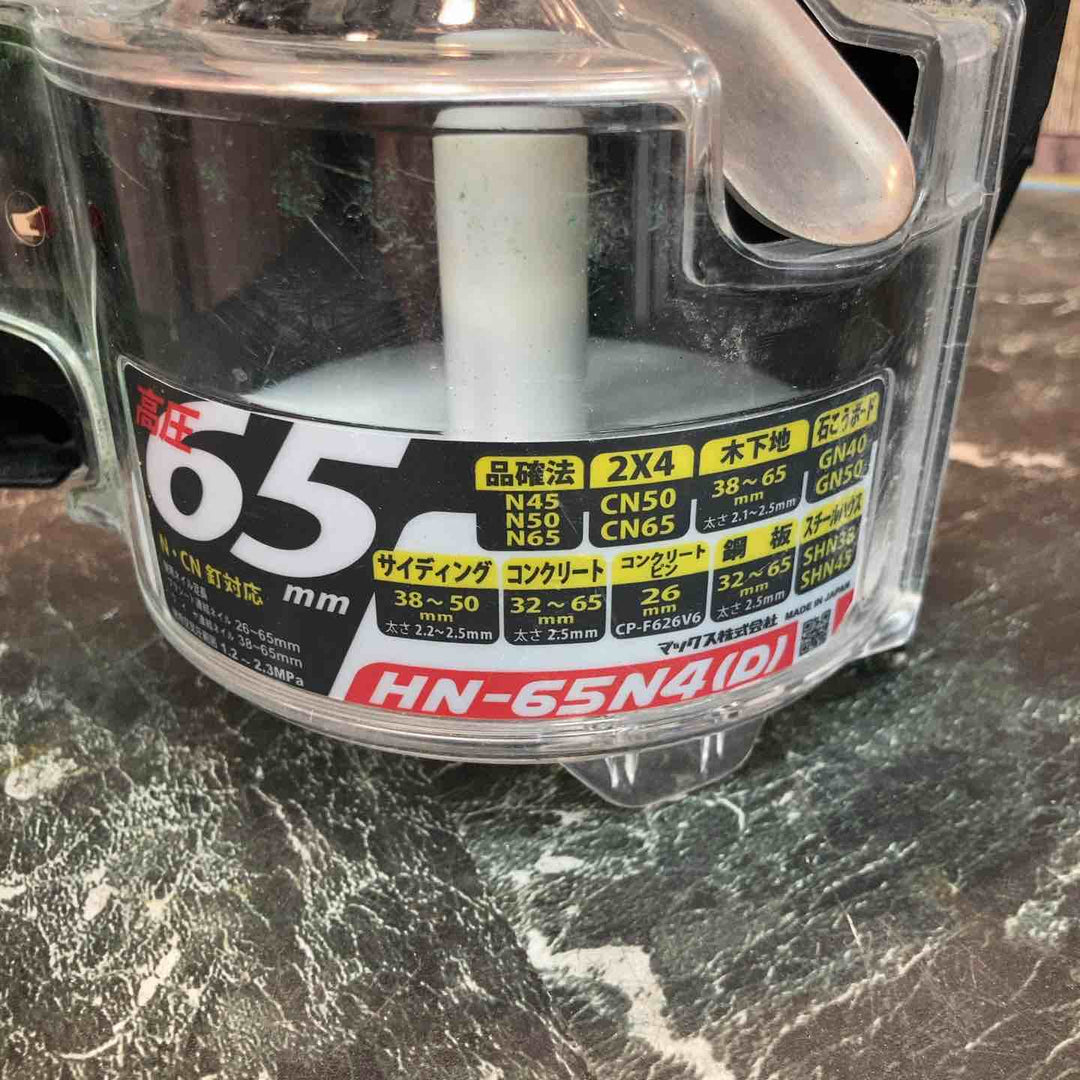 高圧
65
mm
N・CN 釘対応
26~65mm
連結ネイル 38~65mm
1.2~2.3MPa
品確法
N45
N50
N65
2X4
CN50
CN65
木下地
38~65
mm
太さ 2.1~2.5mm
石こうボード
GN40
GN50
サイディング
38~50
mm
太さ 2.2~2.5mm
コンクリート
32~65
mm
太さ 2.5mm
コンクリート
ピン
26
mm
CP-F626V6
鋼板
32~65
mm
太さ 2.5mm
スチールハウス
SHN38
SHN45
マックス株式会社 MADE IN JAPAN
HN-65N4(D)